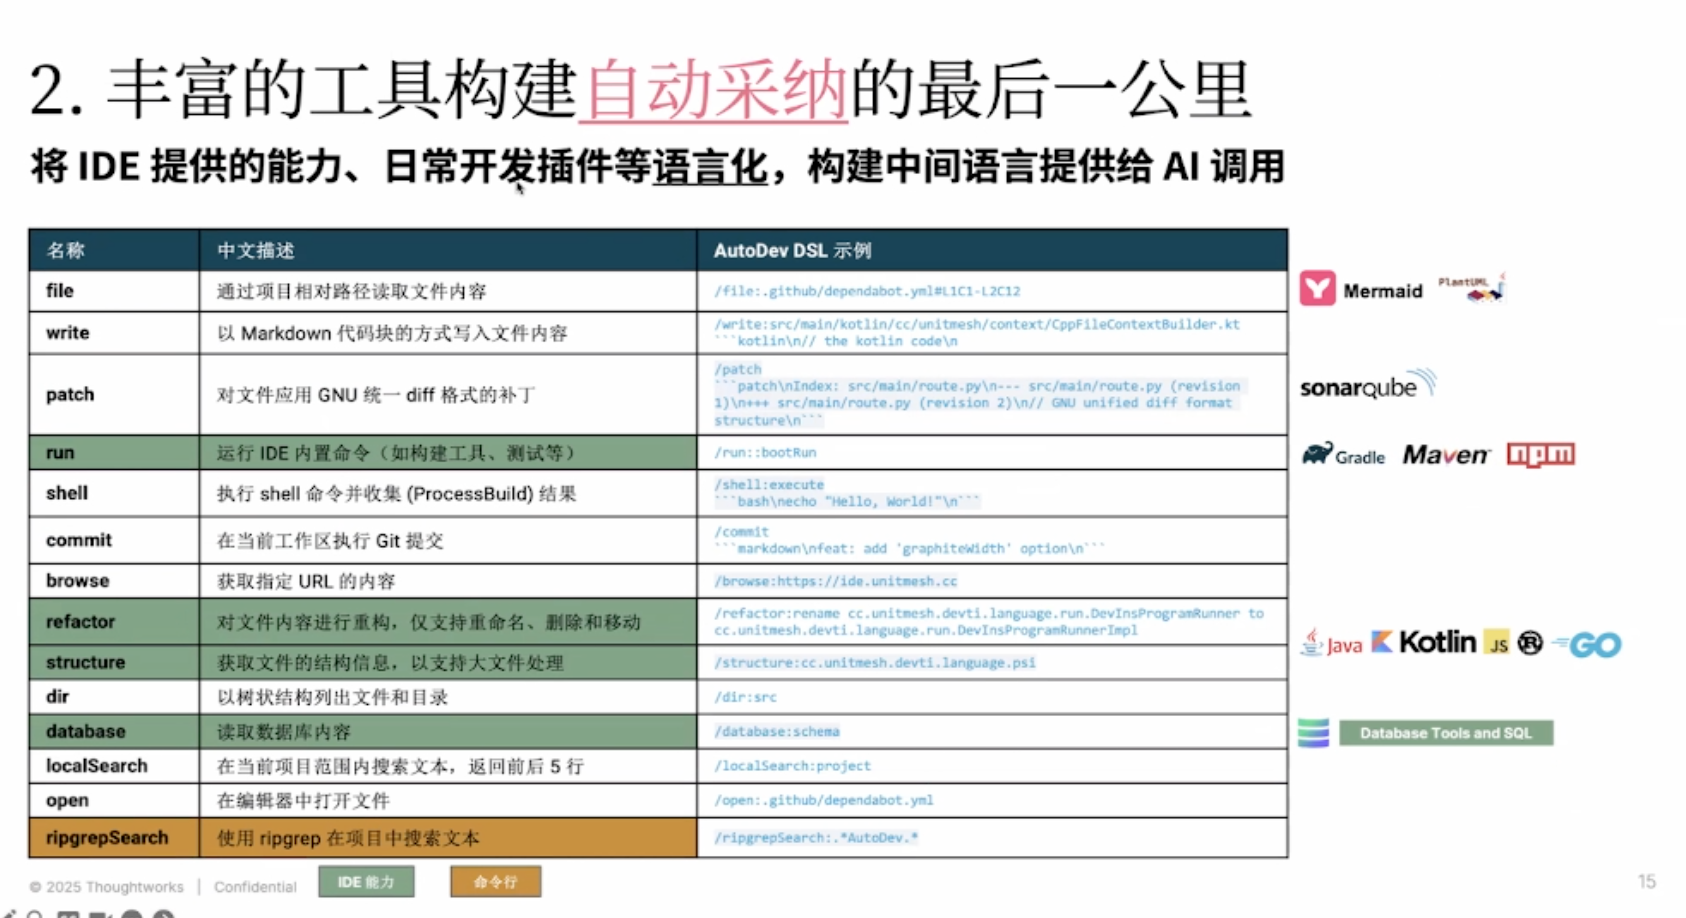 2. 丰富的工具构建自动采纳的最后一公里
将 IDE 提供的能力、日常开发插件等语言化，构建中间语言提供给 AI 调用
名称 中文描述 AutoDev DSL 示例
file 通过项目相对路径读取文件内容 /file:.github/dependabot.yml#L1C1-L2C12
Mermaid PlantUML
write 以 Markdown 代码块的方式写入文件内容 /write:src/main/kotlin/cc/unitmesh/context/CppFileContextBuilder.kt
```kotlin\n// the kotlin code\n
patch 对文件应用 GNU 统一 diff 格式的补丁 /patch
```patch\nIndex: src/main/route.py\n--- src/main/route.py (revision
1)\n+++ src/main/route.py (revision 2)\n// GNU unified diff format
structure\n```
sonarqube
run 运行 IDE 内置命令（如构建工具、测试等） /run::bootRun
Gradle Maven npm
shell 执行 shell 命令并收集 (ProcessBuild) 结果 /shell:execute
```bash\necho "Hello, World!"\n```
commit 在当前工作区执行 Git 提交 /commit
```markdown\nfeat: add 'graphiteWidth' option\n```
browse 获取指定 URL 的内容 /browse:https://ide.unitmesh.cc
refactor 对文件内容进行重构，仅支持重命名、删除和移动 /refactor:rename cc.unitmesh.devti.language.run.DevInsProgramRunner to
cc.unitmesh.devti.language.run.DevInsProgramRunnerImpl
Java Kotlin JS R GO
structure 获取文件的结构信息，以支持大文件处理 /structure:cc.unitmesh.devti.language.psi
dir 以树状结构列出文件和目录 /dir:src
database 读取数据库内容 /database:schema
Database Tools and SQL
localSearch 在当前项目范围内搜索文本，返回前后 5 行 /localSearch:project
open 在编辑器中打开文件 /open:.github/dependabot.yml
ripgrepSearch 使用 ripgrep 在项目中搜索文本 /ripgrepSearch:.*AutoDev.*
© 2025 Thoughtworks | Confidential IDE 能力 命令行 15